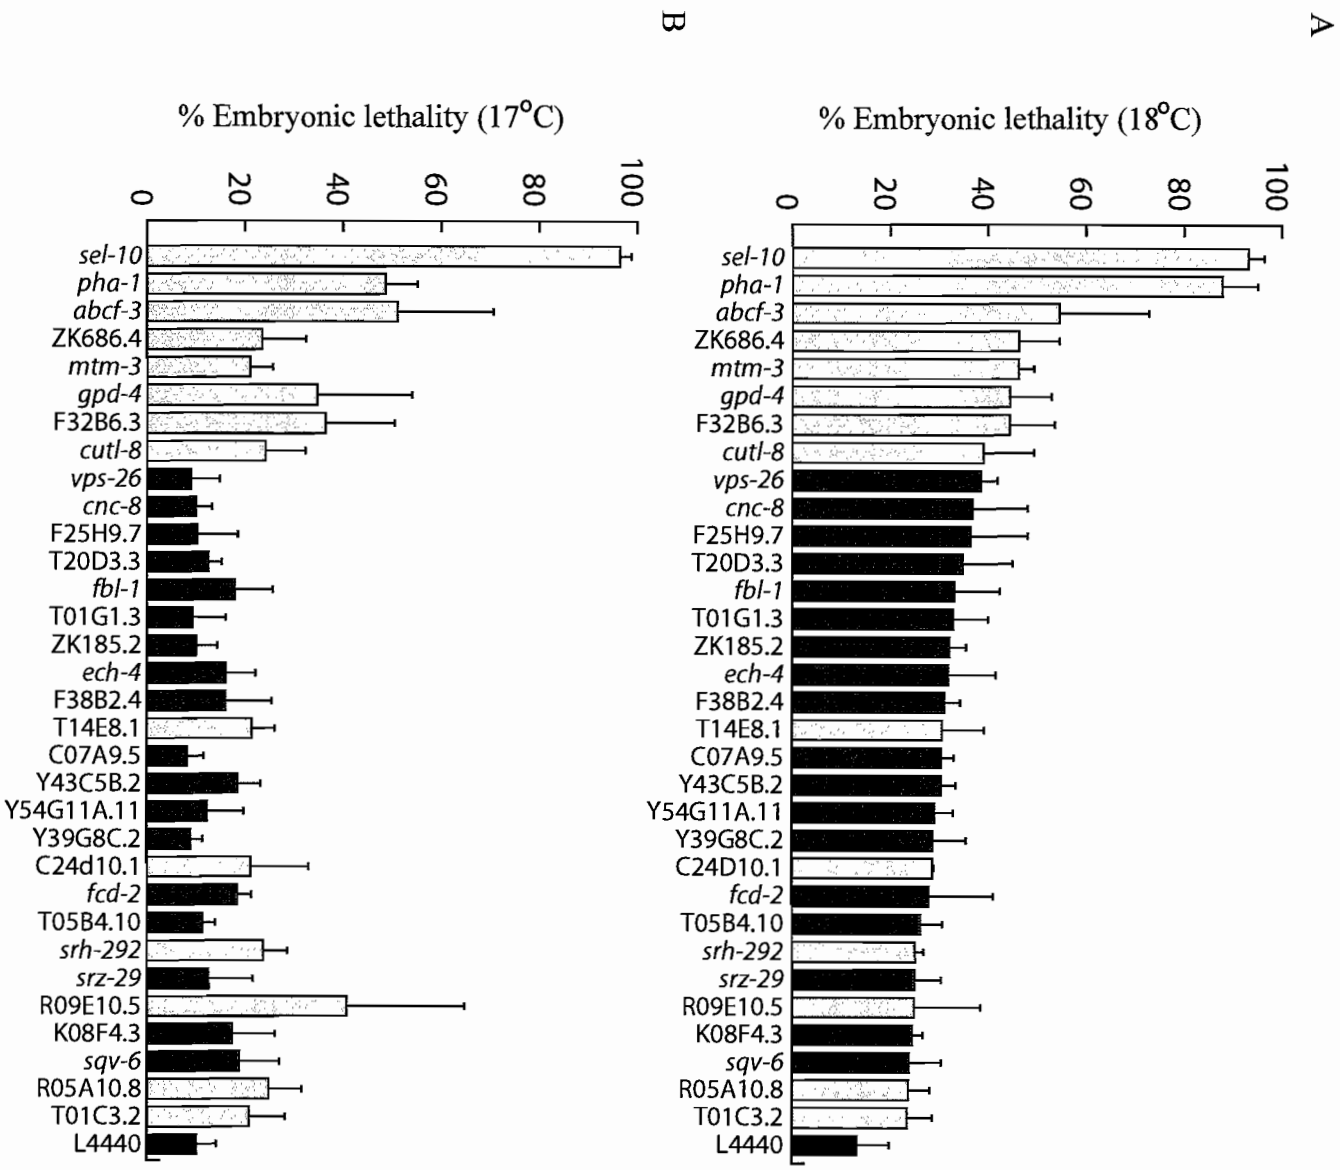 A
% Embryonic lethality (18°C)
0 20 40 60 80 100
sel-10
pha-1
abcf-3
ZK686.4
mtm-3
gpd-4
F32B6.3
cutl-8
vps-26
cnc-8
F25H9.7
T20D3.3
fbl-1
T01G1.3
ZK185.2
ech-4
F38B2.4
T14E8.1
C07A9.5
Y43C5B.2
Y54G11A.11
Y39G8C.2
C24D10.1
fcd-2
T05B4.10
srh-292
srz-29
R09E10.5
K08F4.3
sqv-6
R05A10.8
T01C3.2
L4440
B
% Embryonic lethality (17°C)
0 20 40 60 80 100
sel-10
pha-1
abcf-3
ZK686.4
mtm-3
gpd-4
F32B6.3
cutl-8
vps-26
cnc-8
F25H9.7
T20D3.3
fbl-1
T01G1.3
ZK185.2
ech-4
F38B2.4
T14E8.1
C07A9.5
Y43C5B.2
Y54G11A.11
Y39G8C.2
C24d10.1
fcd-2
T05B4.10
srh-292
srz-29
R09E10.5
K08F4.3
sqv-6
R05A10.8
T01C3.2
L4440